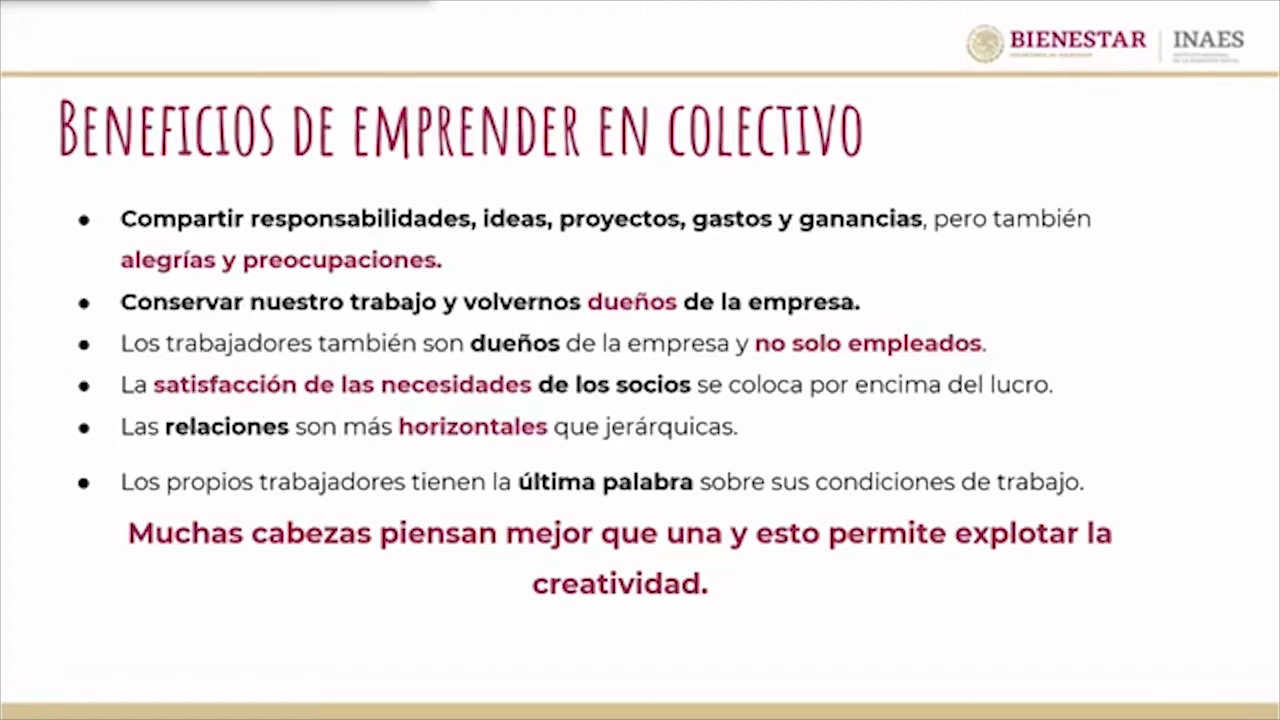 BIENESTAR
INAES
BENEFICIOS DE EMPRENDER EN COLECTIVO
● Compartir responsabilidades, ideas, proyectos, gastos y ganancias, pero también
alegrías y preocupaciones.
● Conservar nuestro trabajo y volvernos dueños de la empresa.
● Los trabajadores también son dueños de la empresa y no solo empleados.
● La satisfacción de las necesidades de los socios se coloca por encima del lucro.
● Las relaciones son más horizontales que jerárquicas.
● Los propios trabajadores tienen la última palabra sobre sus condiciones de trabajo.
Muchas cabezas piensan mejor que una y esto permite explotar la
creatividad.